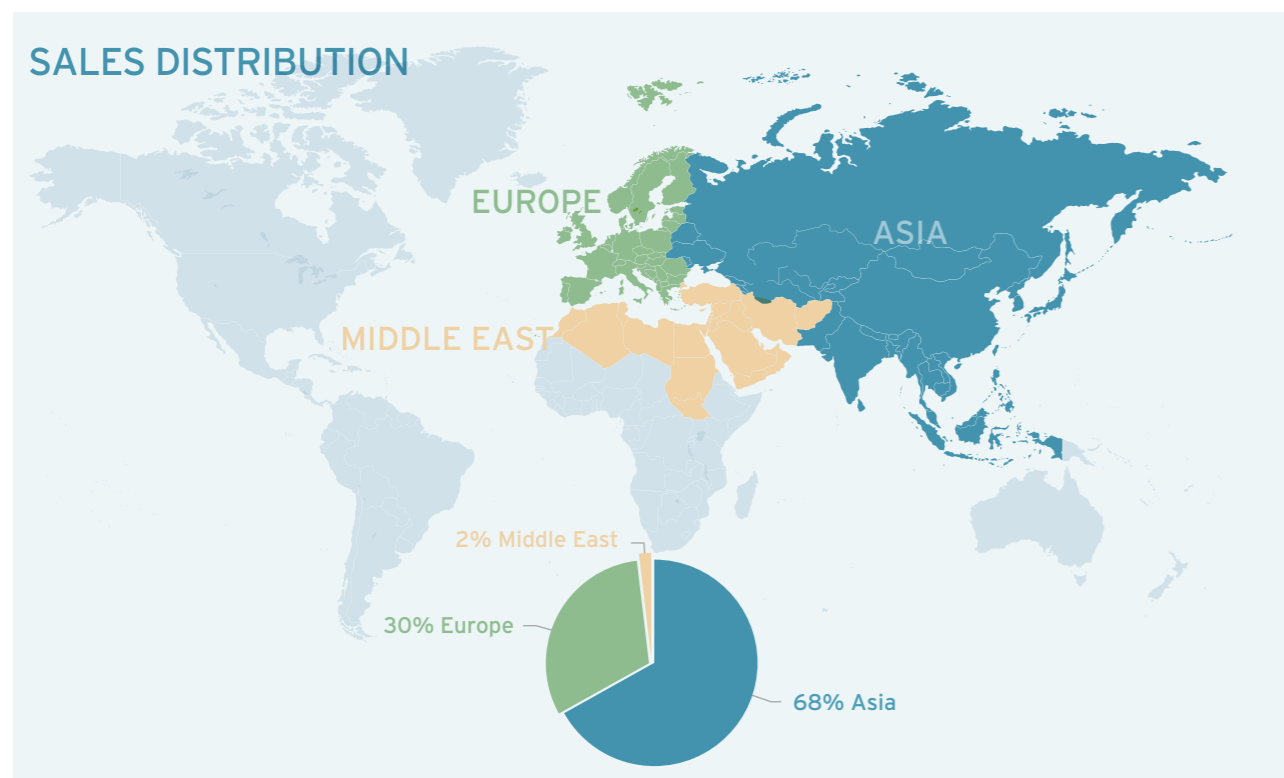 SALES DISTRIBUTION
EUROPE
ASIA
MIDDLE EAST
2% Middle East
30% Europe
68% Asia